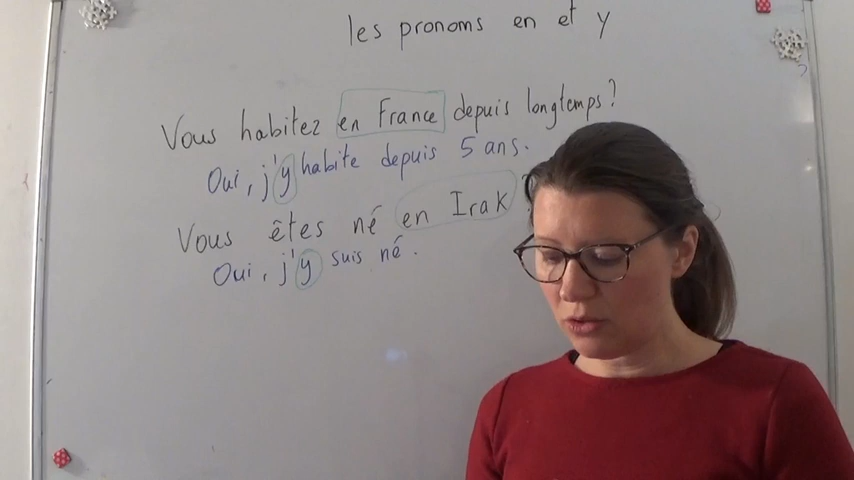 les pronoms en et y
Vous habitez en France depuis longtemps?
Oui, j'y habite depuis 5 ans.
Vous êtes né en Irak ?
Oui, j'y suis né.